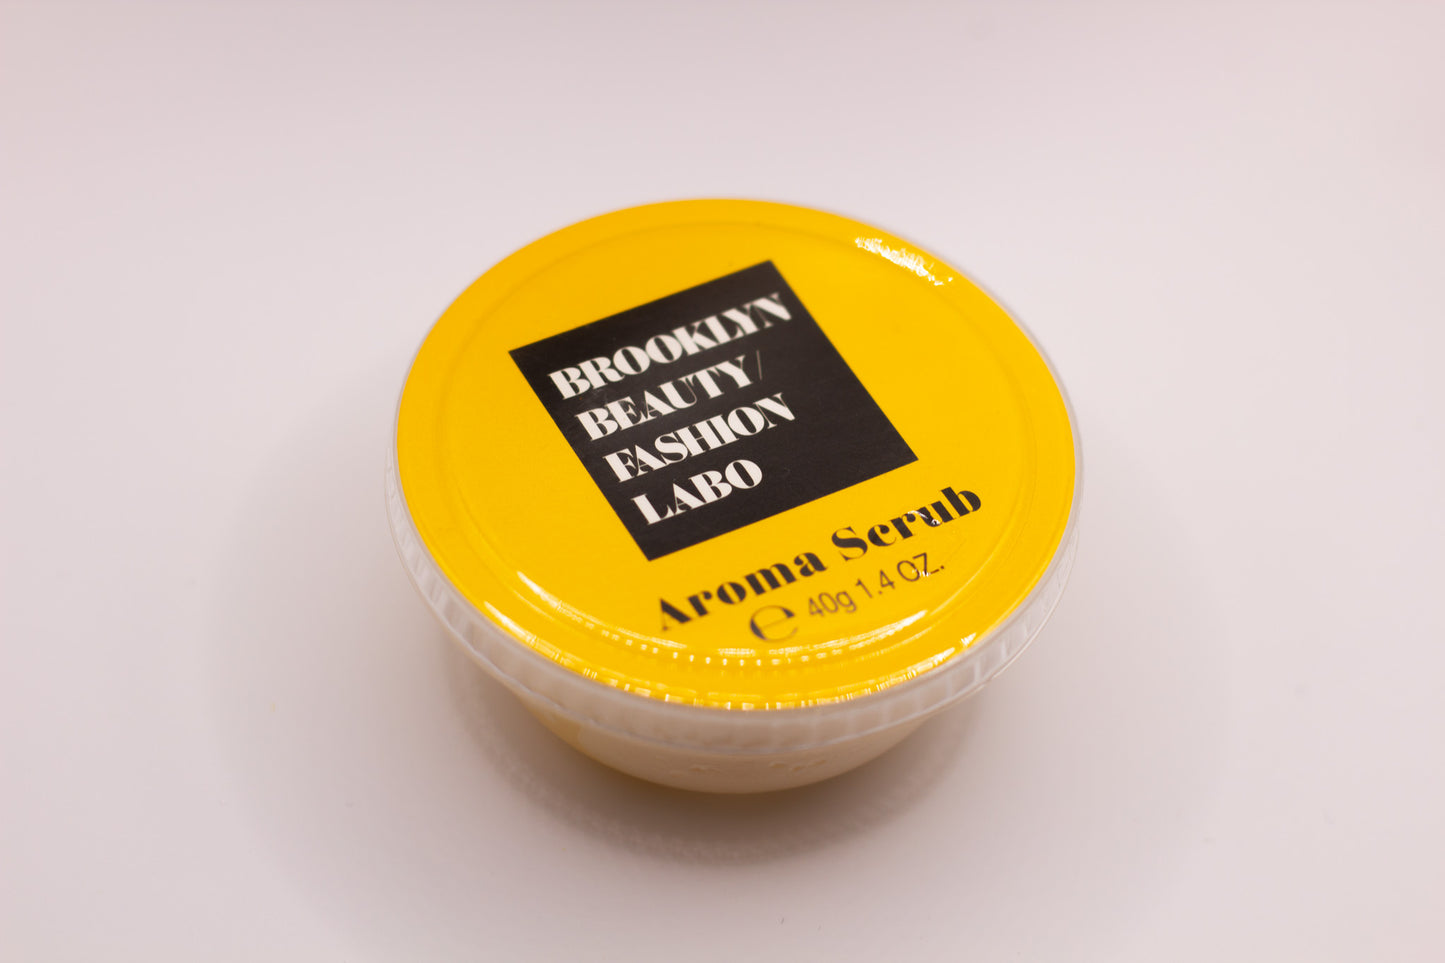 BROOKLYN
BEAUTY/
FASHION
LABO
Aroma Scrub
℮ 40g 1.4 OZ.